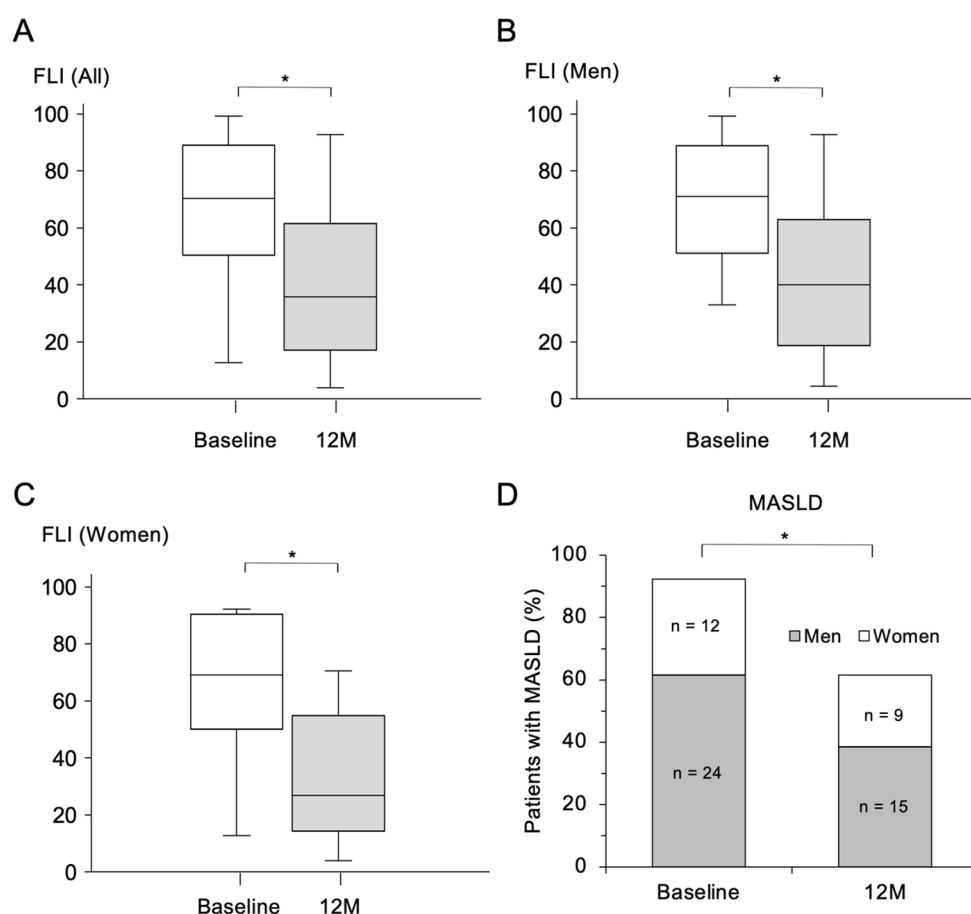 A
FLI (All)
*
100
80
60
40
20
0
Baseline 12M
B
FLI (Men)
*
100
80
60
40
20
0
Baseline 12M
C
FLI (Women)
*
100
80
60
40
20
0
Baseline 12M
D
MASLD
*
Patients with MASLD (%)
100
80
60
40
20
0
Men Women
n = 12
n = 24
n = 9
n = 15
Baseline 12M